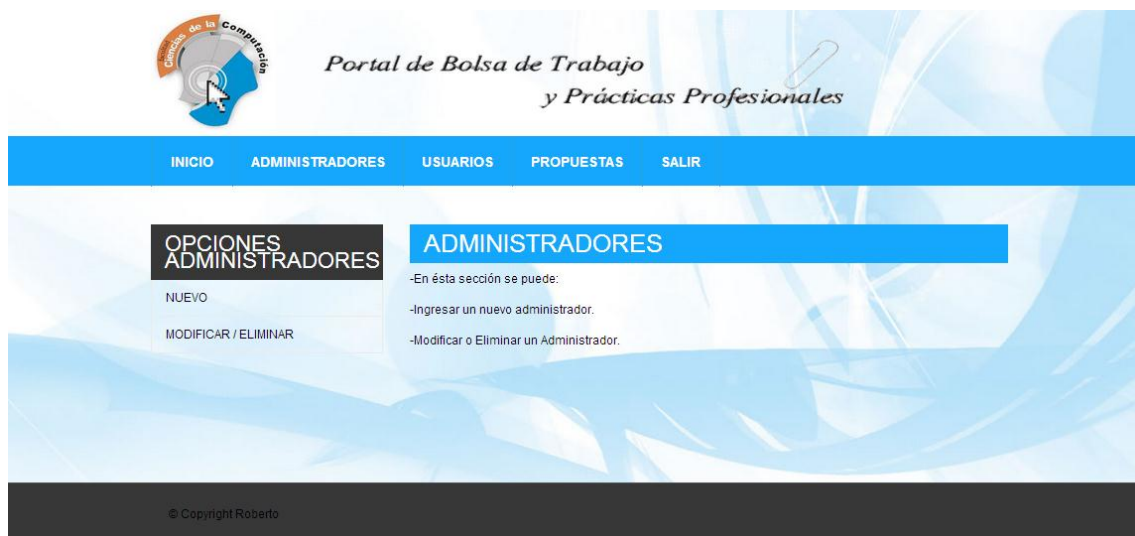 Ciencias de la Computación
Portal de Bolsa de Trabajo
y Prácticas Profesionales
INICIO ADMINISTRADORES USUARIOS PROPUESTAS SALIR
OPCIONES
ADMINISTRADORES
NUEVO
MODIFICAR / ELIMINAR
ADMINISTRADORES
-En ésta sección se puede:
-Ingresar un nuevo administrador.
-Modificar o Eliminar un Administrador.
© Copyright Roberto